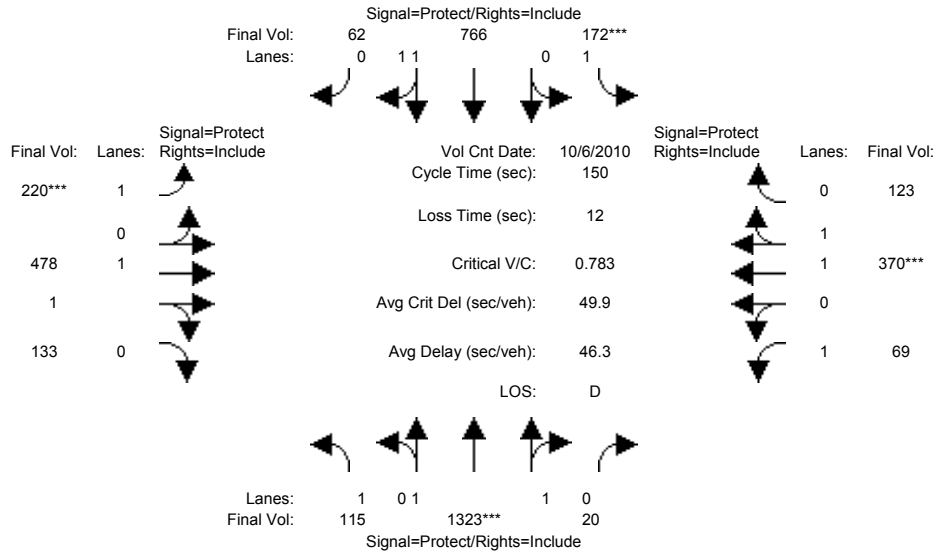 Signal=Protect/Rights=Include
Final Vol: 62 766 172***
Lanes: 0 1 1 0 1
Signal=Protect
Final Vol: Lanes: Rights=Include
Vol Cnt Date: 10/6/2010
Signal=Protect
Rights=Include Lanes: Final Vol:
Cycle Time (sec): 150
220*** 1
0 123
Loss Time (sec): 12
0
1
478 1
Critical V/C: 0.783
1 370***
1
Avg Crit Del (sec/veh): 49.9
0
133 0
Avg Delay (sec/veh): 46.3
1 69
LOS: D
Lanes: 1 0 1 1 0
Final Vol: 115 1323*** 20
Signal=Protect/Rights=Include